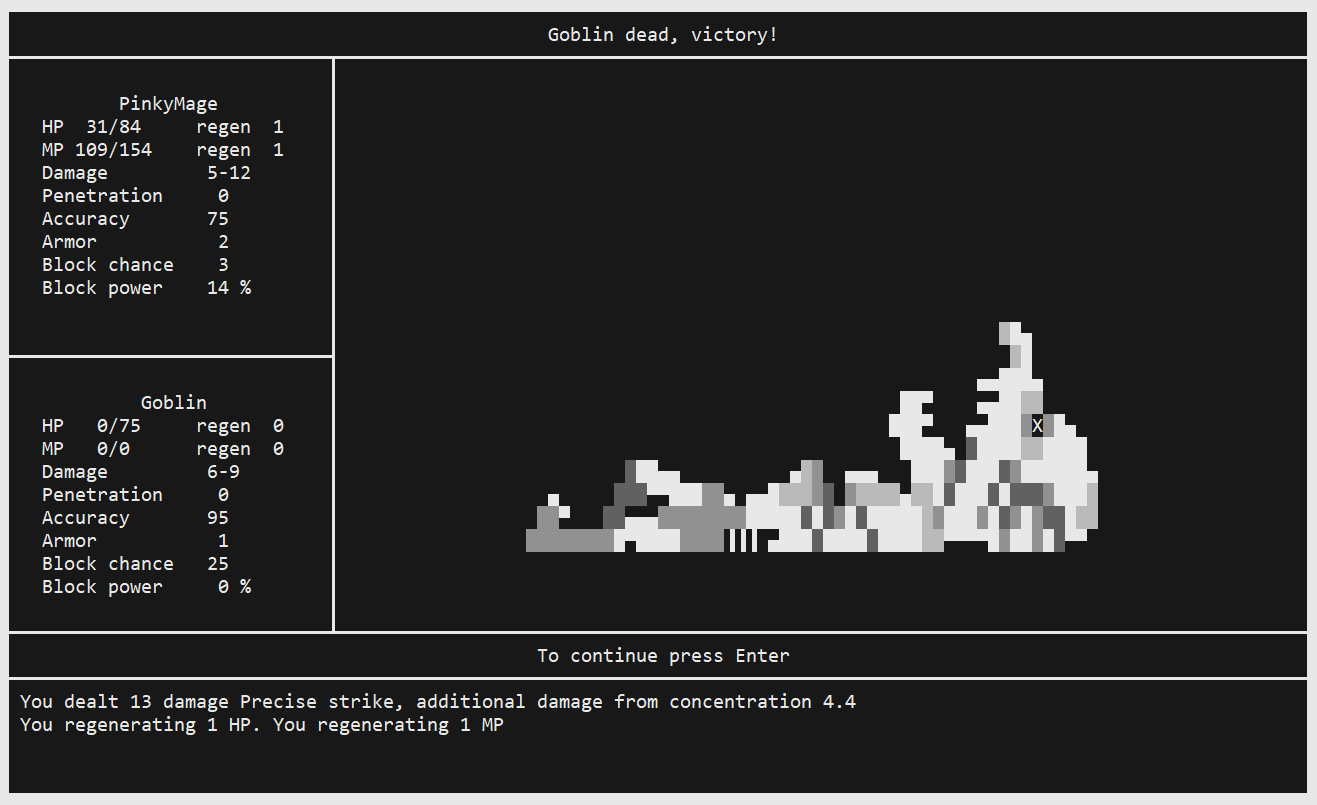 Goblin dead, victory!
PinkyMage
HP 31/84 regen 1
MP 109/154 regen 1
Damage 5-12
Penetration 0
Accuracy 75
Armor 2
Block chance 3
Block power 14 %
X
Goblin
HP 0/75 regen 0
MP 0/0 regen 0
Damage 6-9
Penetration 0
Accuracy 95
Armor 1
Block chance 25
Block power 0 %
To continue press Enter
You dealt 13 damage Precise strike, additional damage from concentration 4.4
You regenerating 1 HP. You regenerating 1 MP